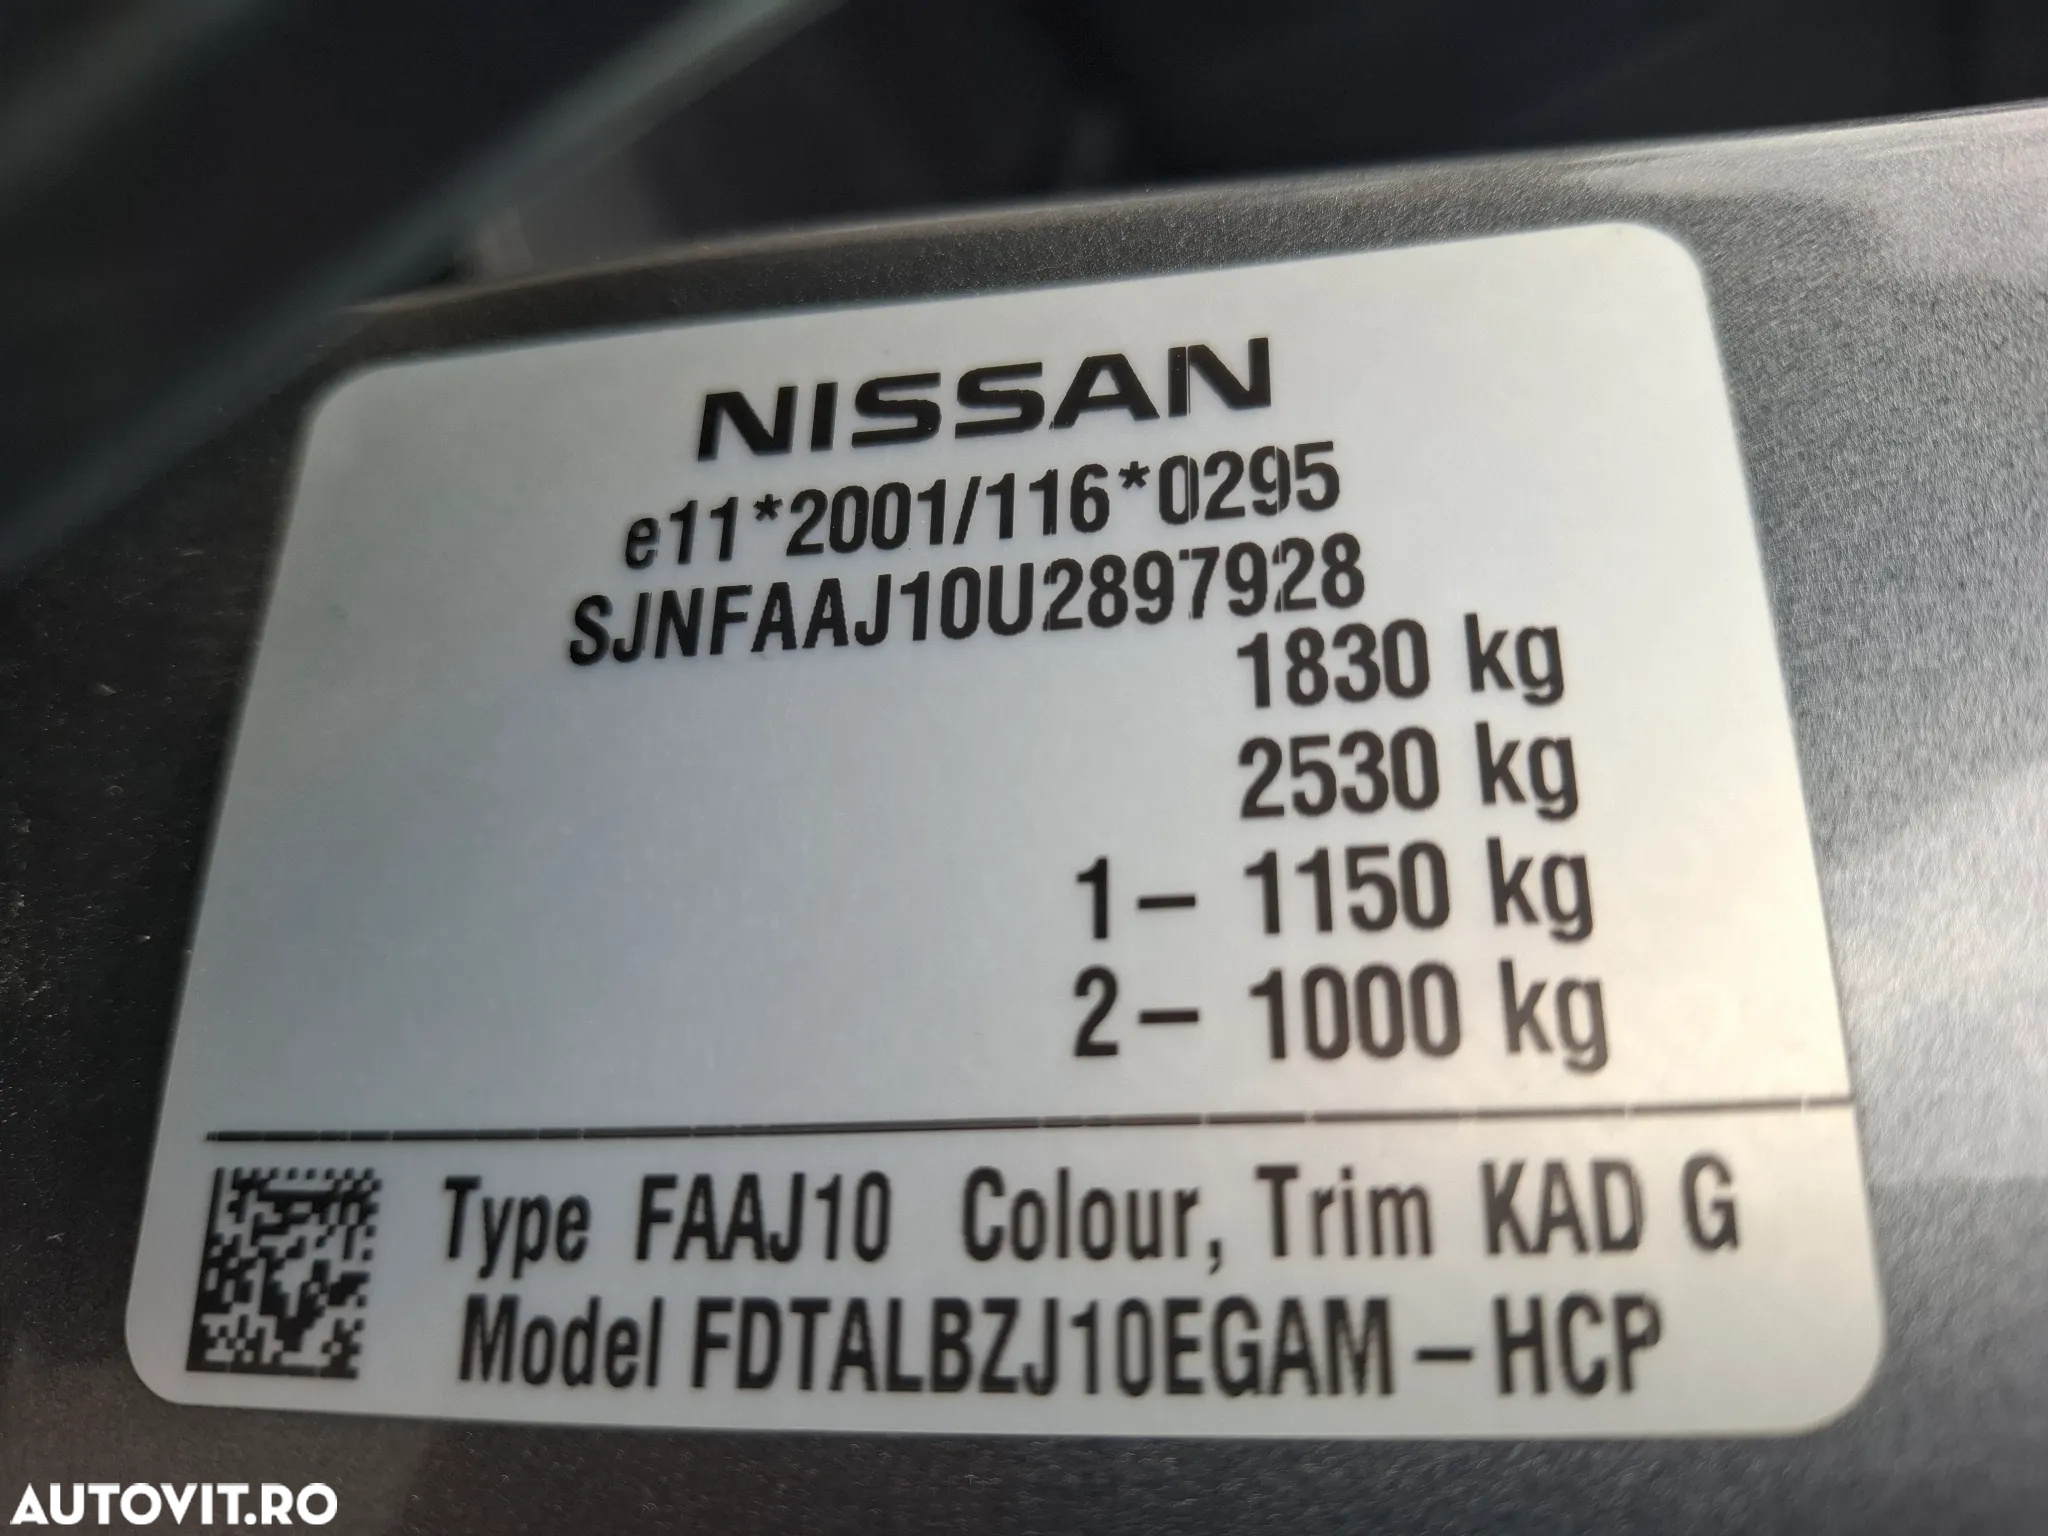 NISSAN
e11*2001/116*0295
SJNFAAJ10U2897928
1830 kg
2530 kg
1 – 1150 kg
2 – 1000 kg
Type FAAJ10 Colour, Trim KAD G
Model FDTALBZJ10EGAM – HCP
AUTOVIT.RO